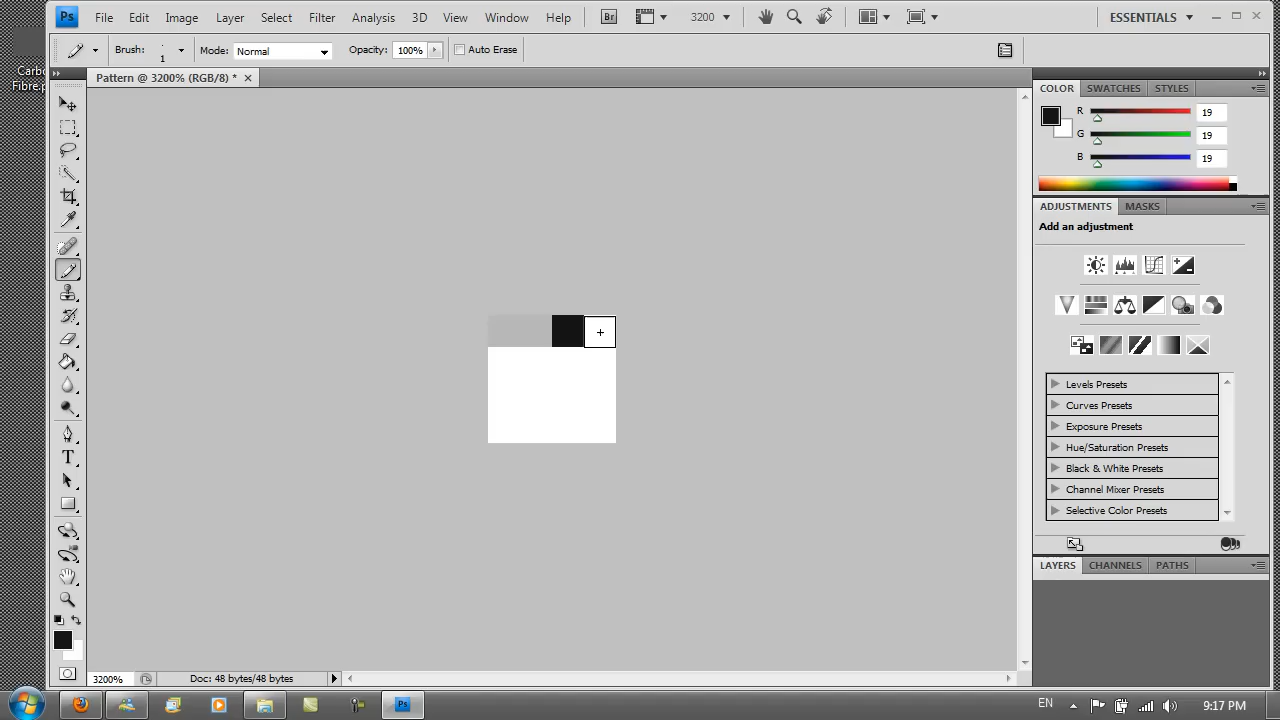 Ps File Edit Image Layer Select Filter Analysis 3D View Window Help Br 3200 ESSENTIALS
Brush: 1 Mode: Normal Opacity: 100% Auto Erase
Pattern @ 3200% (RGB/8) *
COLOR SWATCHES STYLES
R 19
G 19
B 19
ADJUSTMENTS MASKS
Add an adjustment
Levels Presets
Curves Presets
Exposure Presets
Hue/Saturation Presets
Black & White Presets
Channel Mixer Presets
Selective Color Presets
LAYERS CHANNELS PATHS
T
3200% Doc: 48 bytes/48 bytes
Ps EN 9:17 PM